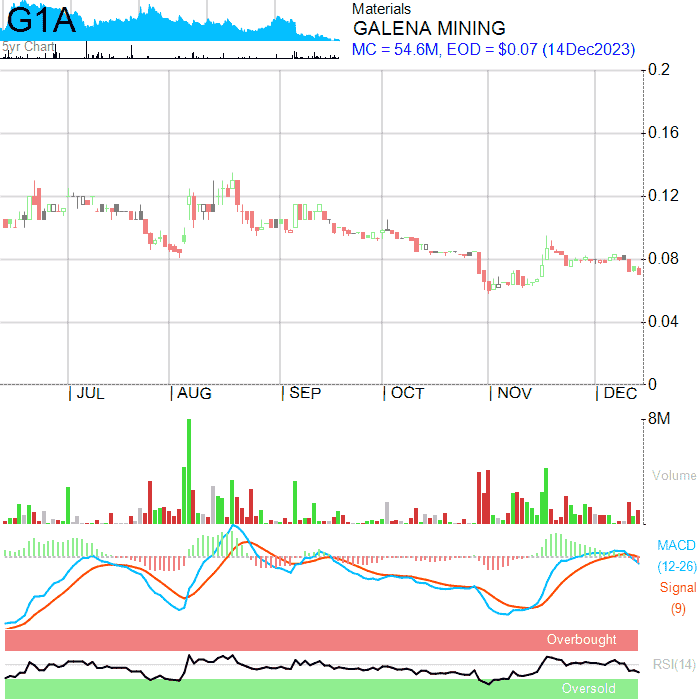 G1A
5yr Chart
Materials
GALENA MINING
MC = 54.6M, EOD = $0.07 (14Dec2023)
0.2
0.16
0.12
0.08
0.04
0
JUL AUG SEP OCT NOV DEC
8M
Volume
MACD
(12-26)
Signal
(9)
Overbought
RSI(14)
Oversold